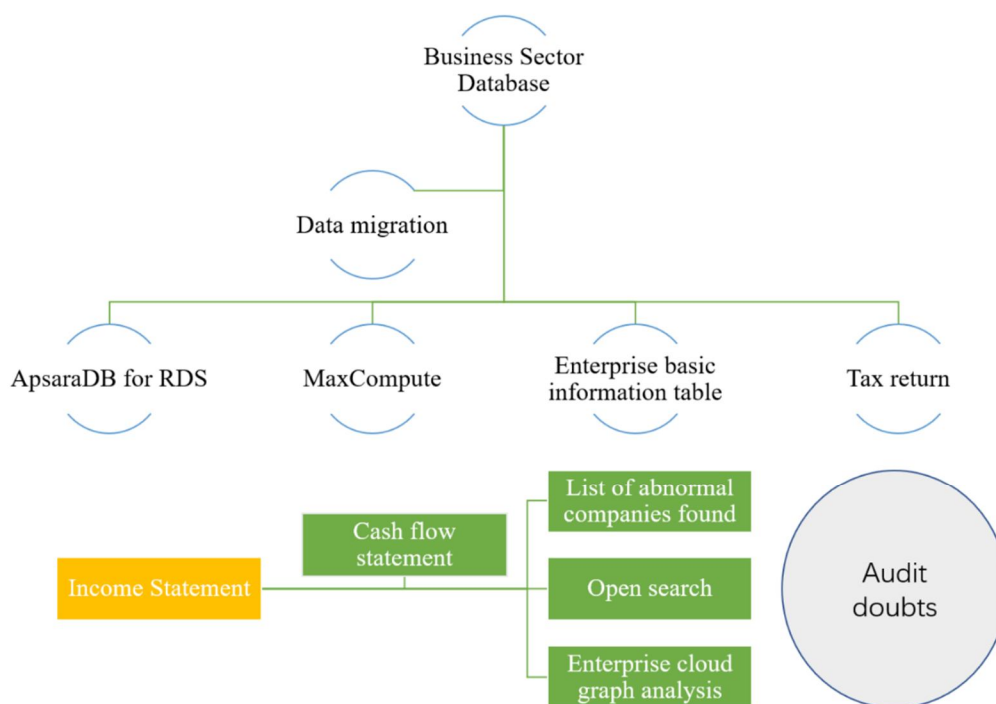 Business Sector
Database
Data migration
ApsaraDB for RDS
MaxCompute
Enterprise basic
information table
Tax return
List of abnormal
companies found
Cash flow
statement
Income Statement
Open search
Audit
doubts
Enterprise cloud
graph analysis